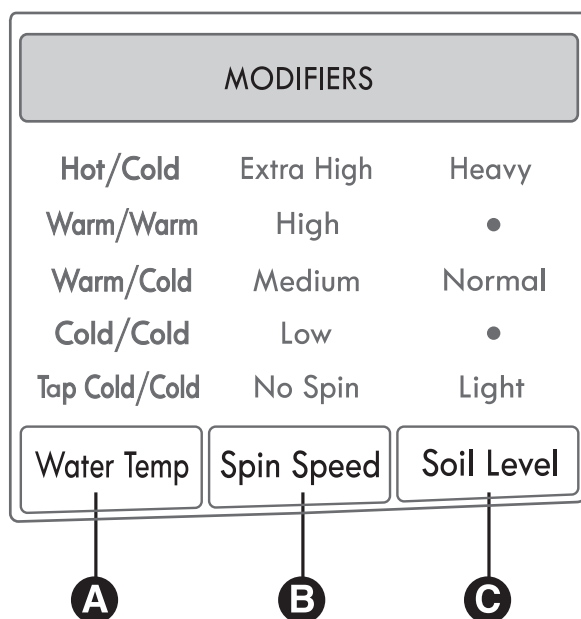 MODIFIERS
Hot/Cold Extra High Heavy
Warm/Warm High •
Warm/Cold Medium Normal
Cold/Cold Low •
Tap Cold/Cold No Spin Light
Water Temp Spin Speed Soil Level
A B C